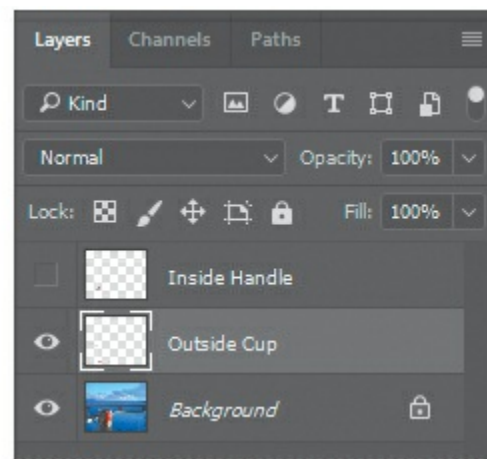 Layers Channels Paths
Kind
Normal Opacity: 100%
Lock: Fill: 100%
Inside Handle
Outside Cup
Background